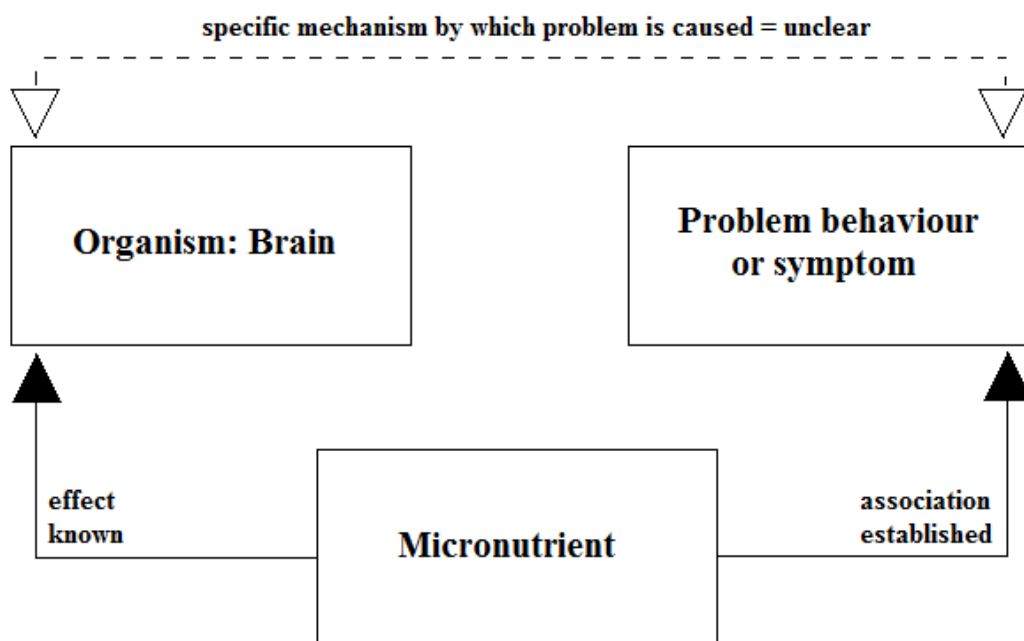 specific mechanism by which problem is caused = unclear
Organism: Brain
Problem behaviour
or symptom
effect
known
association
established
Micronutrient